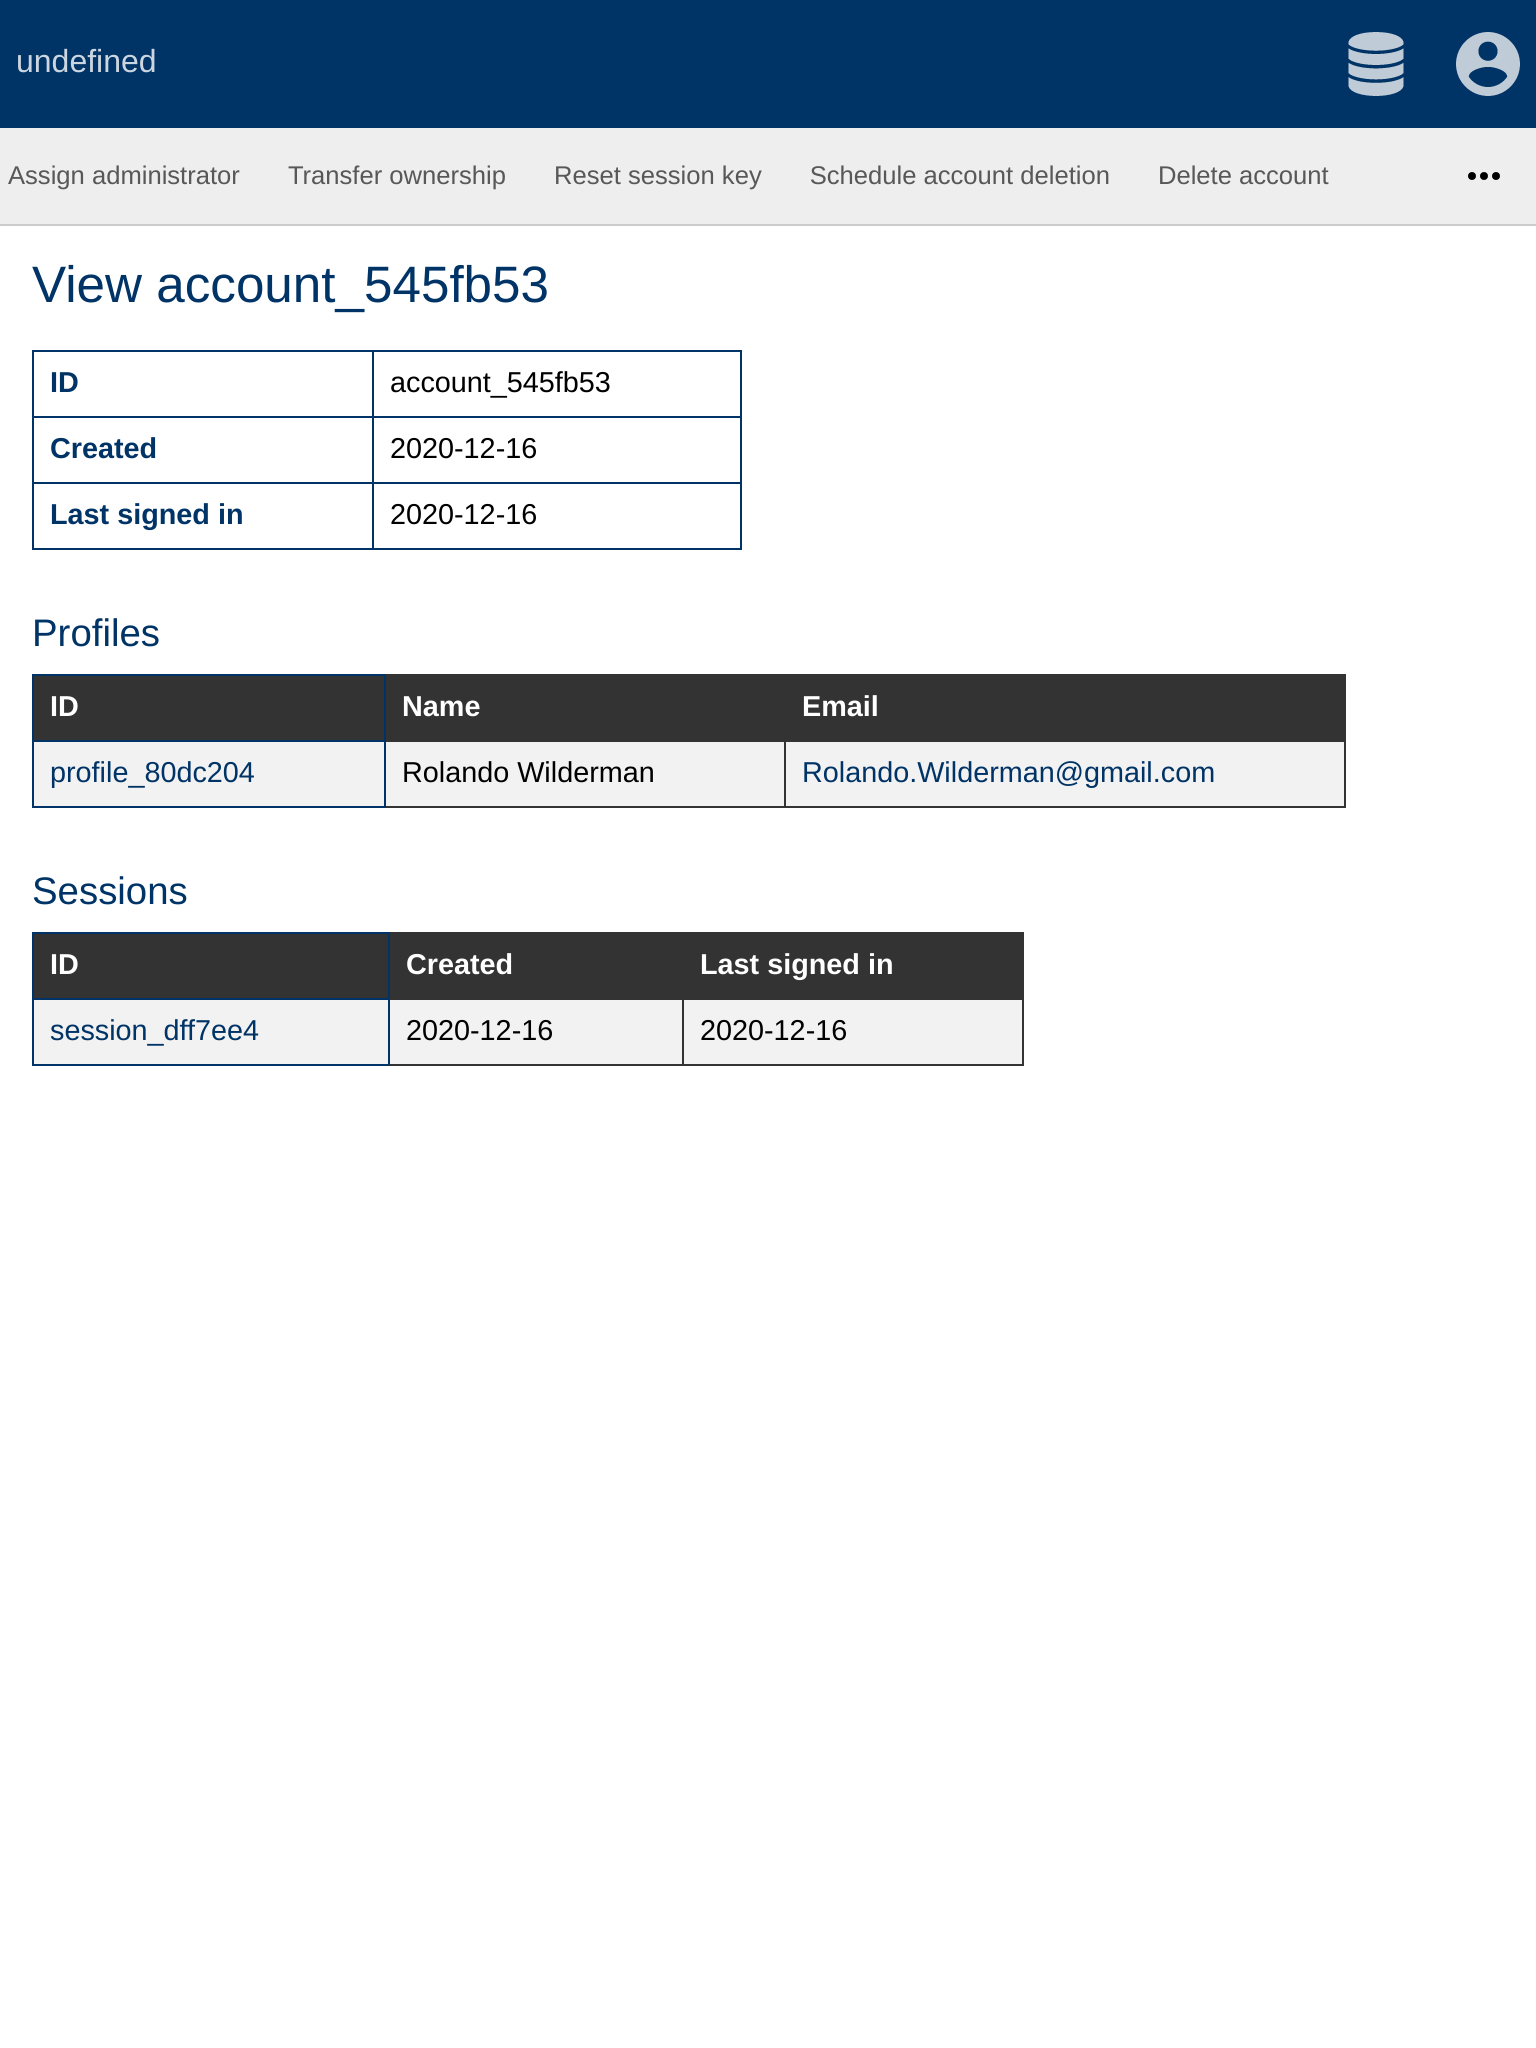 undefined
Assign administrator Transfer ownership Reset session key Schedule account deletion Delete account •••
View account_545fb53
ID account_545fb53
Created 2020-12-16
Last signed in 2020-12-16
Profiles
ID Name Email
profile_80dc204 Rolando Wilderman Rolando.Wilderman@gmail.com
Sessions
ID Created Last signed in
session_dff7ee4 2020-12-16 2020-12-16